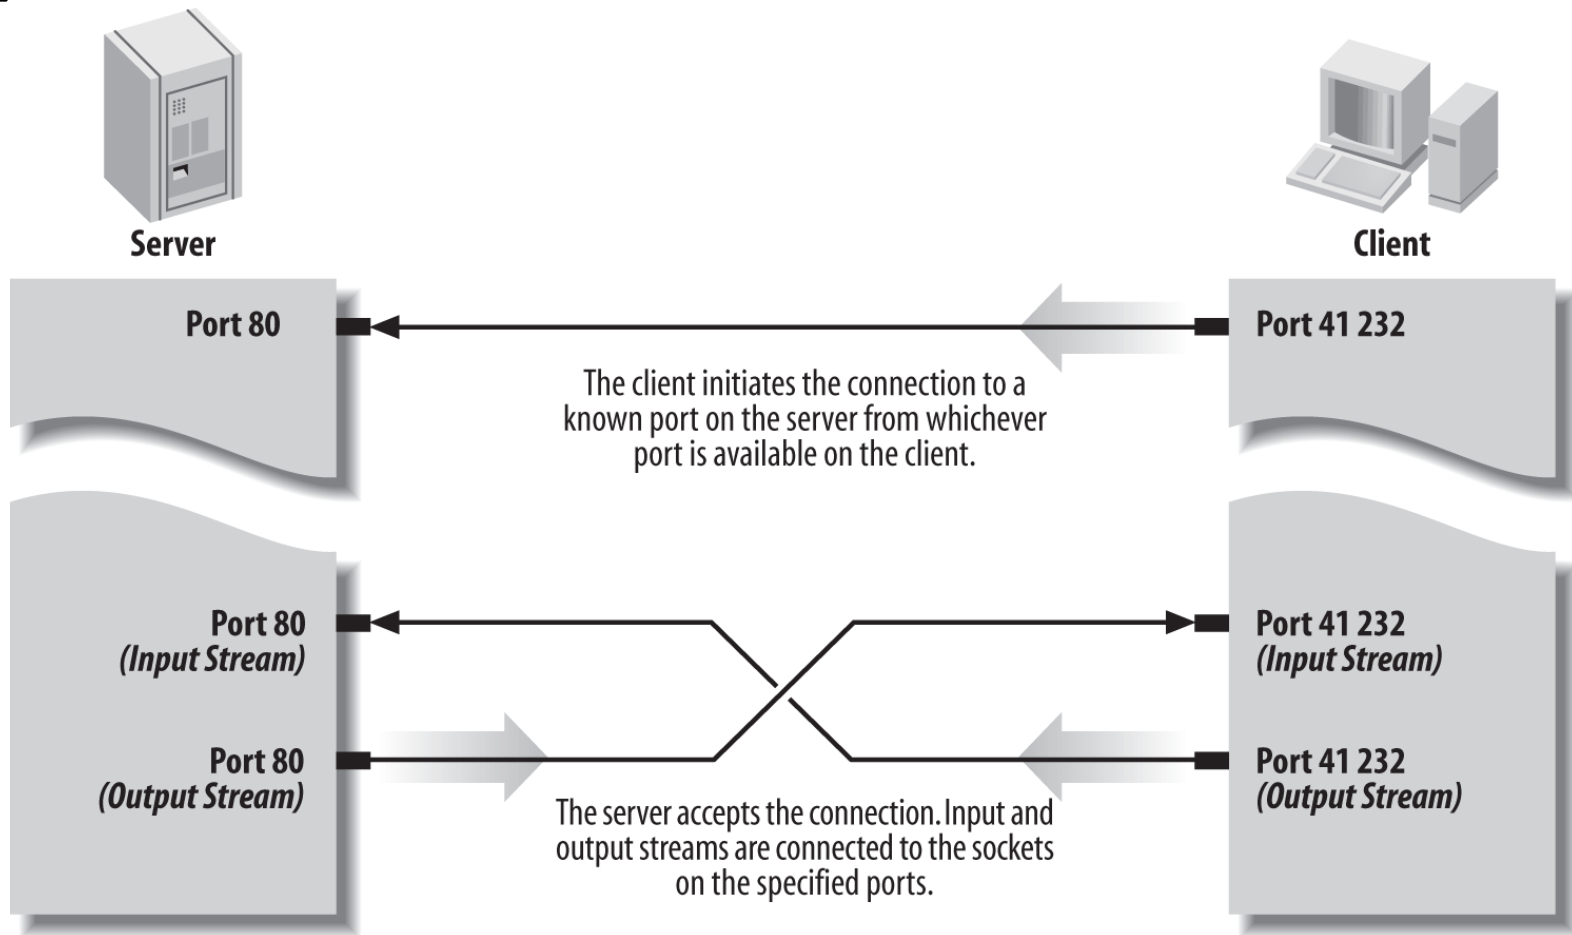 Server
Client
Port 80
Port 41 232
The client initiates the connection to a
known port on the server from whichever
port is available on the client.
Port 80
(Input Stream)
Port 41 232
(Input Stream)
Port 80
(Output Stream)
Port 41 232
(Output Stream)
The server accepts the connection. Input and
output streams are connected to the sockets
on the specified ports.